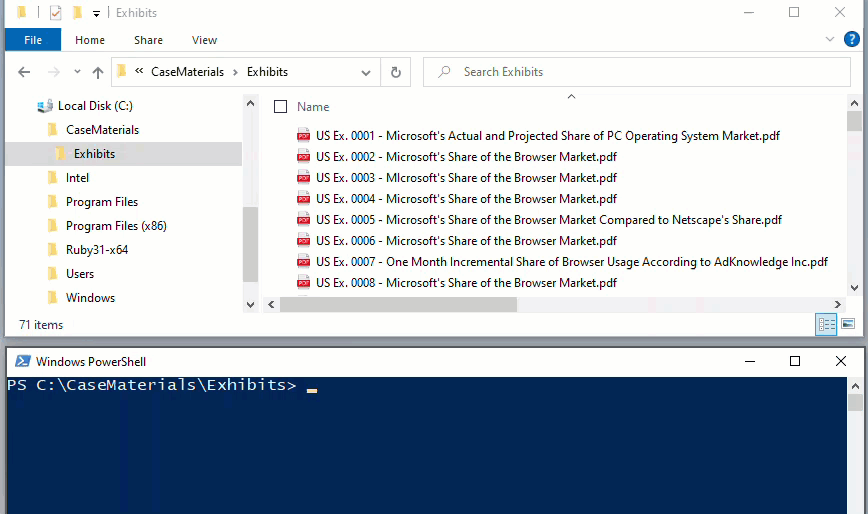 Exhibits
File Home Share View
« CaseMaterials › Exhibits Search Exhibits
Local Disk (C:)
CaseMaterials
Exhibits
Intel
Program Files
Program Files (x86)
Ruby31-x64
Users
Windows
Name
US Ex. 0001 - Microsoft's Actual and Projected Share of PC Operating System Market.pdf
US Ex. 0002 - Microsoft's Share of the Browser Market.pdf
US Ex. 0003 - MIcrosoft's Share of the Browser Market.pdf
US Ex. 0004 - Microsoft's Share of the Browser Market.pdf
US Ex. 0005 - Microsoft's Share of the Browser Market Compared to Netscape's Share.pdf
US Ex. 0006 - Microsoft's Share of the Browser Market.pdf
US Ex. 0007 - One Month Incremental Share of Browser Usage According to AdKnowledge Inc.pdf
US Ex. 0008 - Microsoft's Share of the Browser Market.pdf
71 items
Windows PowerShell
PS C:\CaseMaterials\Exhibits> _